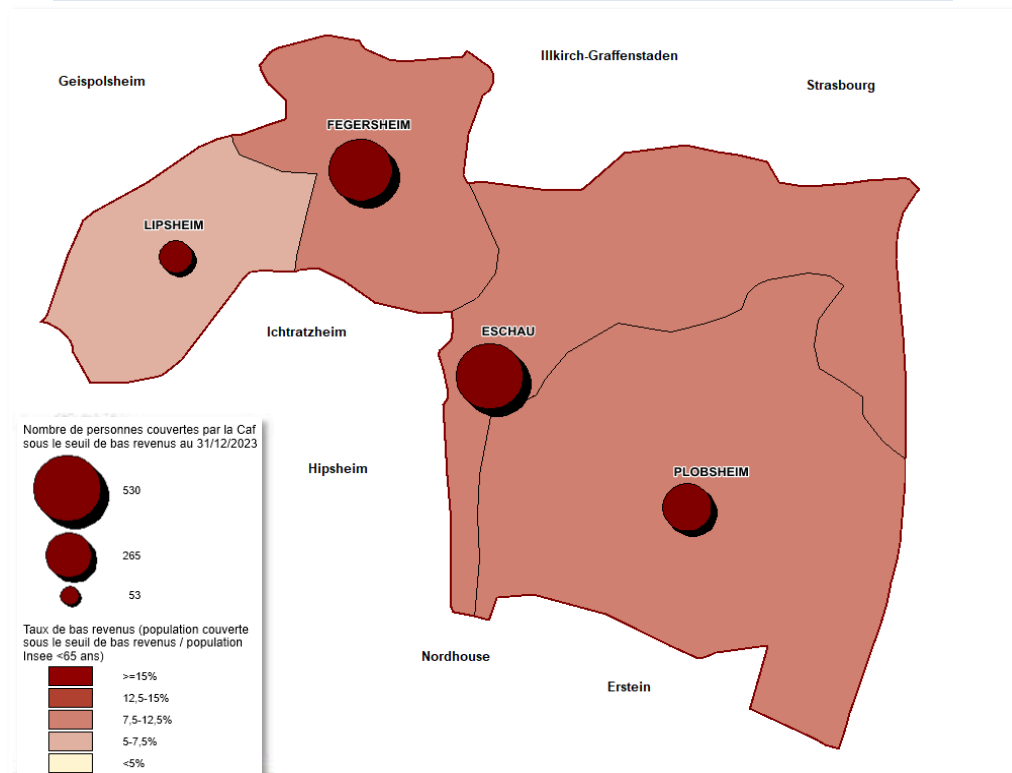 Illkirch-Graffenstaden
Geispolsheim
Strasbourg
FEGERSHEIM
LIPSHEIM
Ichtratzheim
ESCHAU
Hipsheim
PLOBSHEIM
Nordhouse
Erstein
Nombre de personnes couvertes par la Caf
sous le seuil de bas revenus au 31/12/2023
530
265
53
Taux de bas revenus (population couverte
sous le seuil de bas revenus / population
Insee <65 ans)
>=15%
12,5-15%
7,5-12,5%
5-7,5%
<5%